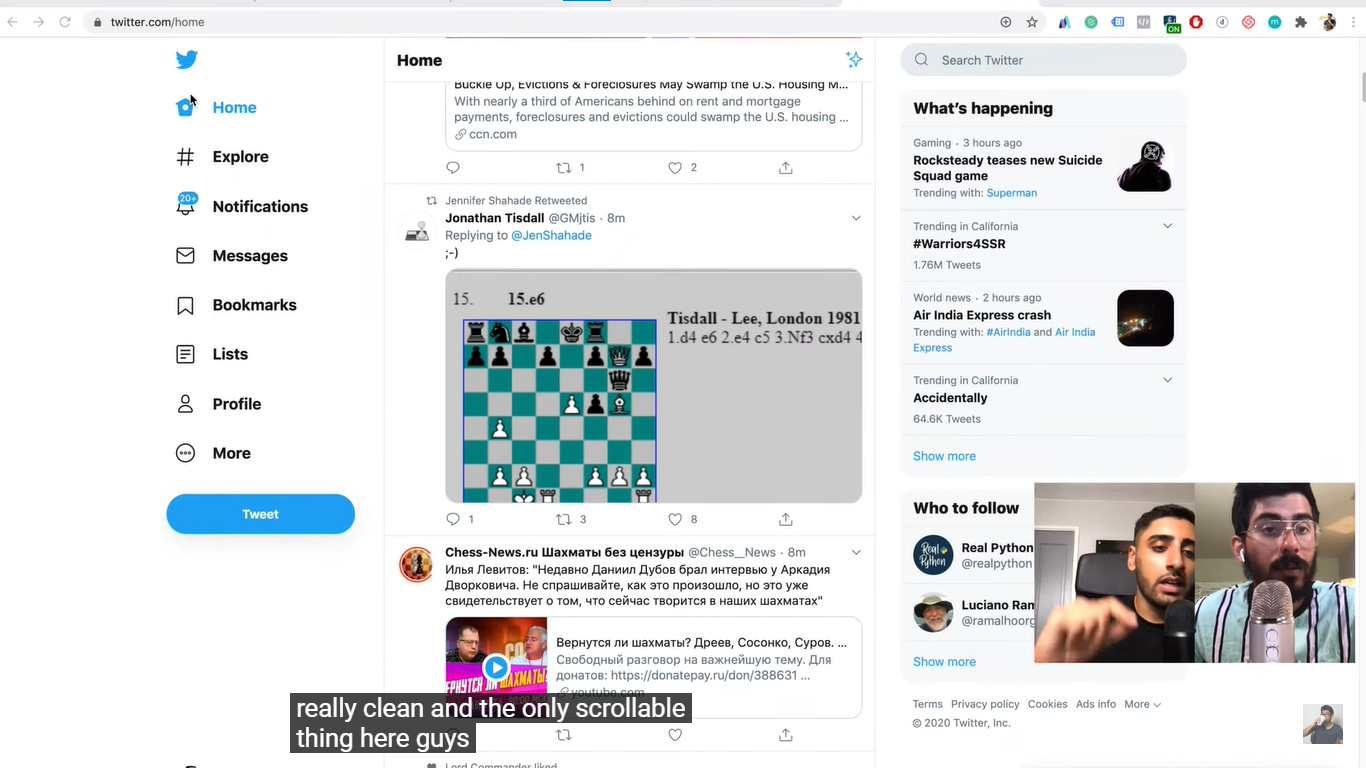 twitter.com/home
ON
Home
Explore
20+
Notifications
Messages
Bookmarks
Lists
Profile
More
Tweet
Home
Buckle Up, Evictions & Foreclosures May Swamp the U.S. Housing M...
With nearly a third of Americans behind on rent and mortgage
payments, foreclosures and evictions could swamp the U.S. housing ...
ccn.com
1
2
Jennifer Shahade Retweeted
Jonathan Tisdall @GMjtis · 8m
Replying to @JenShahade
;-)
15. 15.e6
Tisdall - Lee, London 1981
1.d4 e6 2.e4 c5 3.Nf3 cxd4 4
1
3
8
Chess-News.ru Шахматы без цензуры @Chess__News · 8m
Илья Левитов: "Недавно Даниил Дубов брал интервью у Аркадия
Дворковича. Не спрашивайте, как это произошло, но это уже
свидетельствует о том, что сейчас творится в наших шахматах"
Вернутся ли шахматы? Дреев, Сосонко, Суров. ...
Свободный разговор на важнейшую тему. Для
донатов: https://donatepay.ru/don/388631 ...
youtube.com
really clean and the only scrollable
thing here guys
Lord Commander liked
Search Twitter
What's happening
Gaming · 3 hours ago
Rocksteady teases new Suicide
Squad game
Trending with: Superman
Trending in California
#Warriors4SSR
1.76M Tweets
World news · 2 hours ago
Air India Express crash
Trending with: #AirIndia and Air India
Express
Trending in California
Accidentally
64.6K Tweets
Show more
Who to follow
Real Python
Real Python
@realpython
Luciano Ram
@ramalhoorg
Show more
Terms Privacy policy Cookies Ads info More
© 2020 Twitter, Inc.